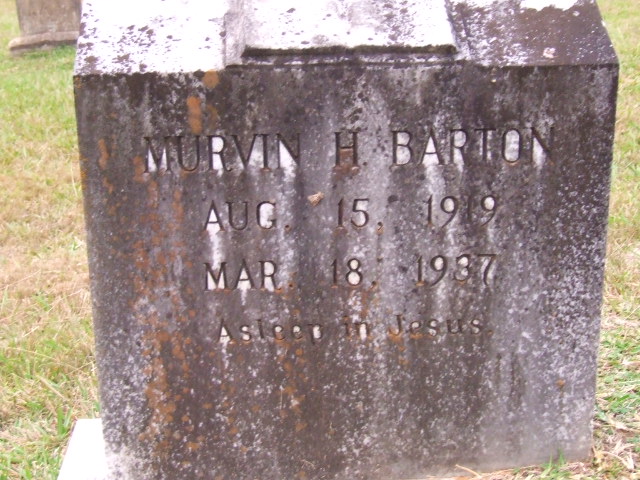 MURVIN H. BARTON
AUG. 15, 1919
MAR. 18, 1937
Asleep in Jesus.